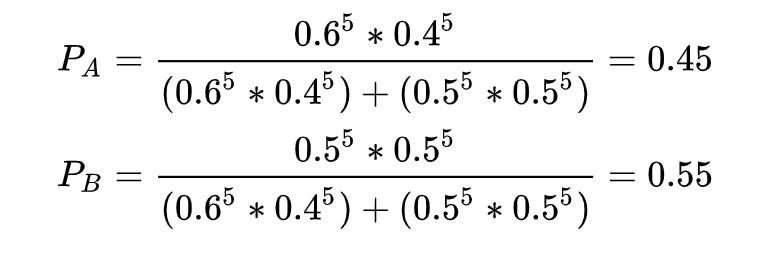 P_A = \frac{0.6^5 * 0.4^5}{(0.6^5 * 0.4^5) + (0.5^5 * 0.5^5)} = 0.45
P_B = \frac{0.5^5 * 0.5^5}{(0.6^5 * 0.4^5) + (0.5^5 * 0.5^5)} = 0.55